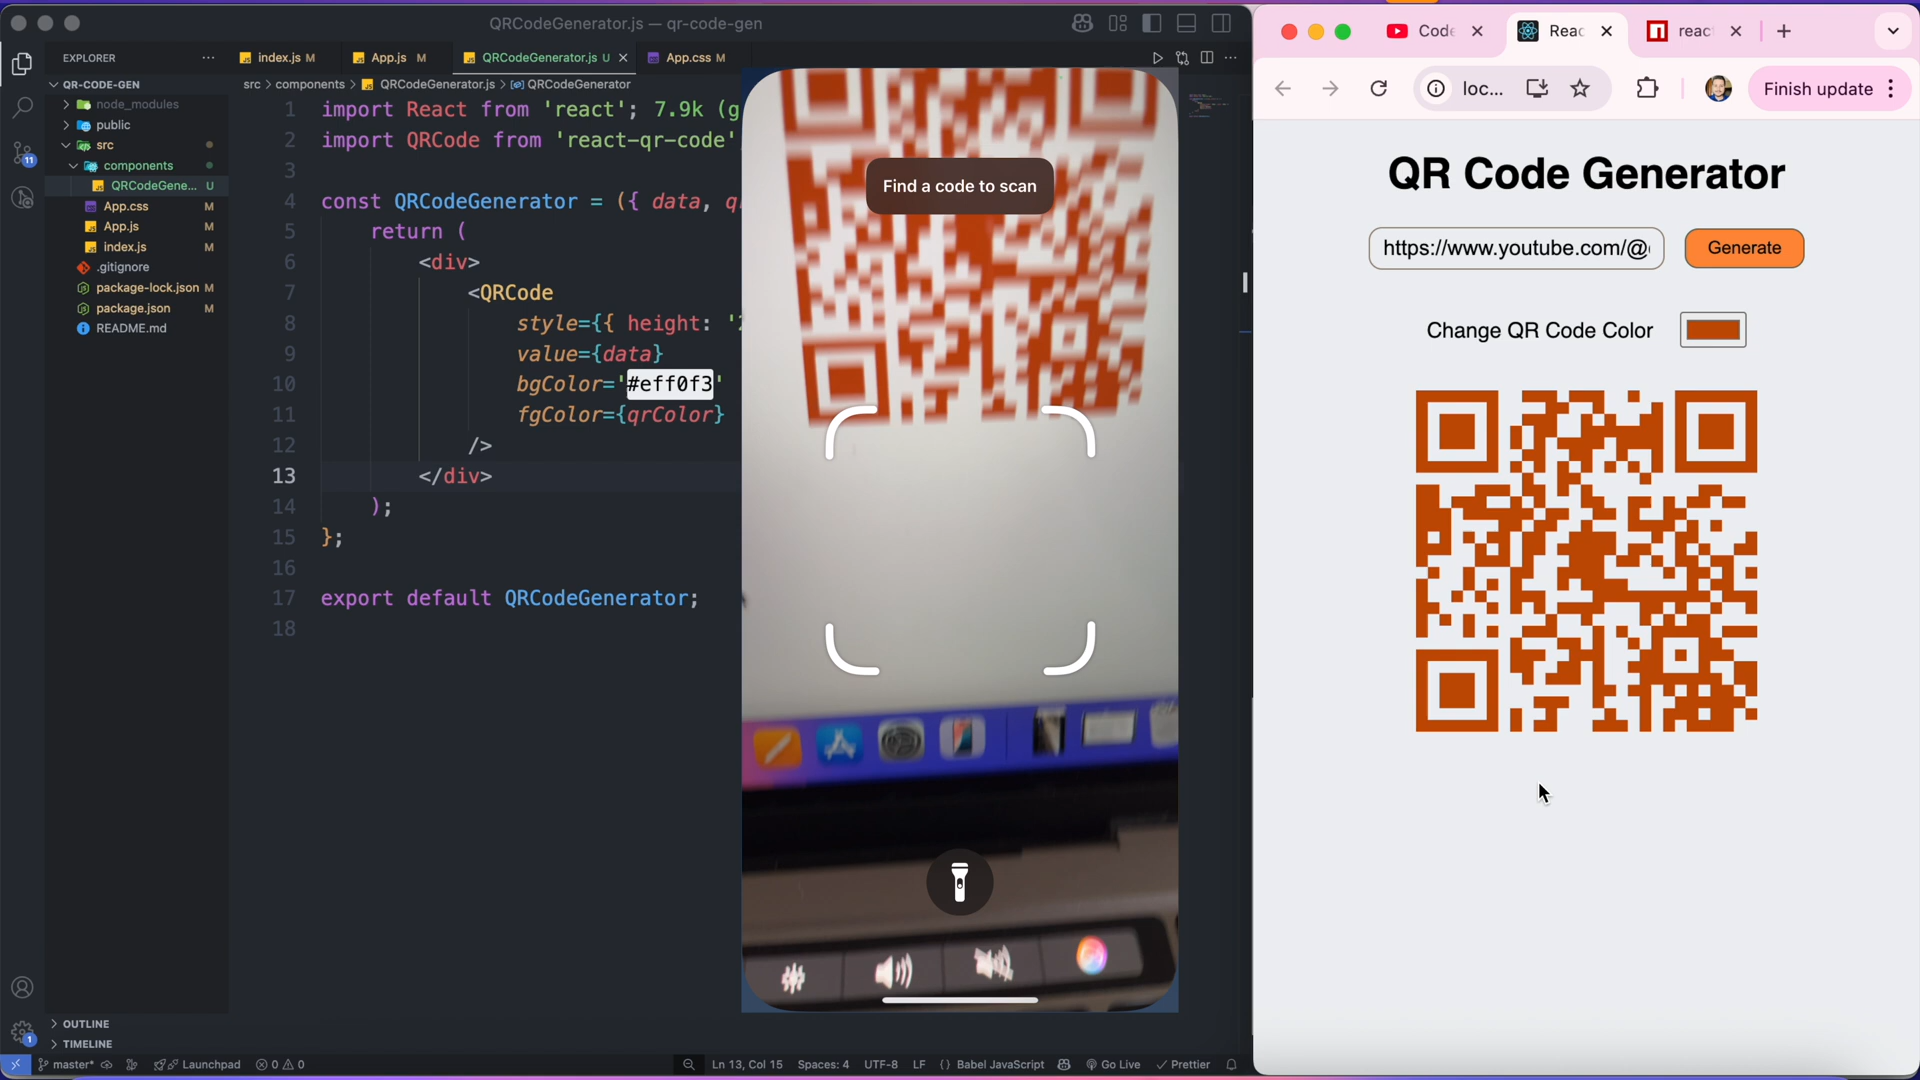 QRCodeGenerator.js — qr-code-gen
EXPLORER
QR-CODE-GEN
node_modules
public
src
components
QRCodeGene... U
App.css M
App.js M
index.js M
.gitignore
package-lock.json M
package.json M
README.md
OUTLINE
TIMELINE
11
1
index.js M
App.js M
QRCodeGenerator.js U
App.css M
src > components > QRCodeGenerator.js > QRCodeGenerator
1 import React from 'react'; 7.9k (g
2 import QRCode from 'react-qr-code'
3
4 const QRCodeGenerator = ({ data, q
5 return (
6 <div>
7 <QRCode
8 style={{ height: '2
9 value={data}
10 bgColor='#eff0f3'
11 fgColor={qrColor}
12 />
13 </div>
14 );
15 };
16
17 export default QRCodeGenerator;
18
Find a code to scan
master*
Launchpad
0 0
Ln 13, Col 15
Spaces: 4
UTF-8
LF
{} Babel JavaScript
Go Live
Prettier
Code
Reac
reac
loc...
Finish update
QR Code Generator
https://www.youtube.com/@
Generate
Change QR Code Color